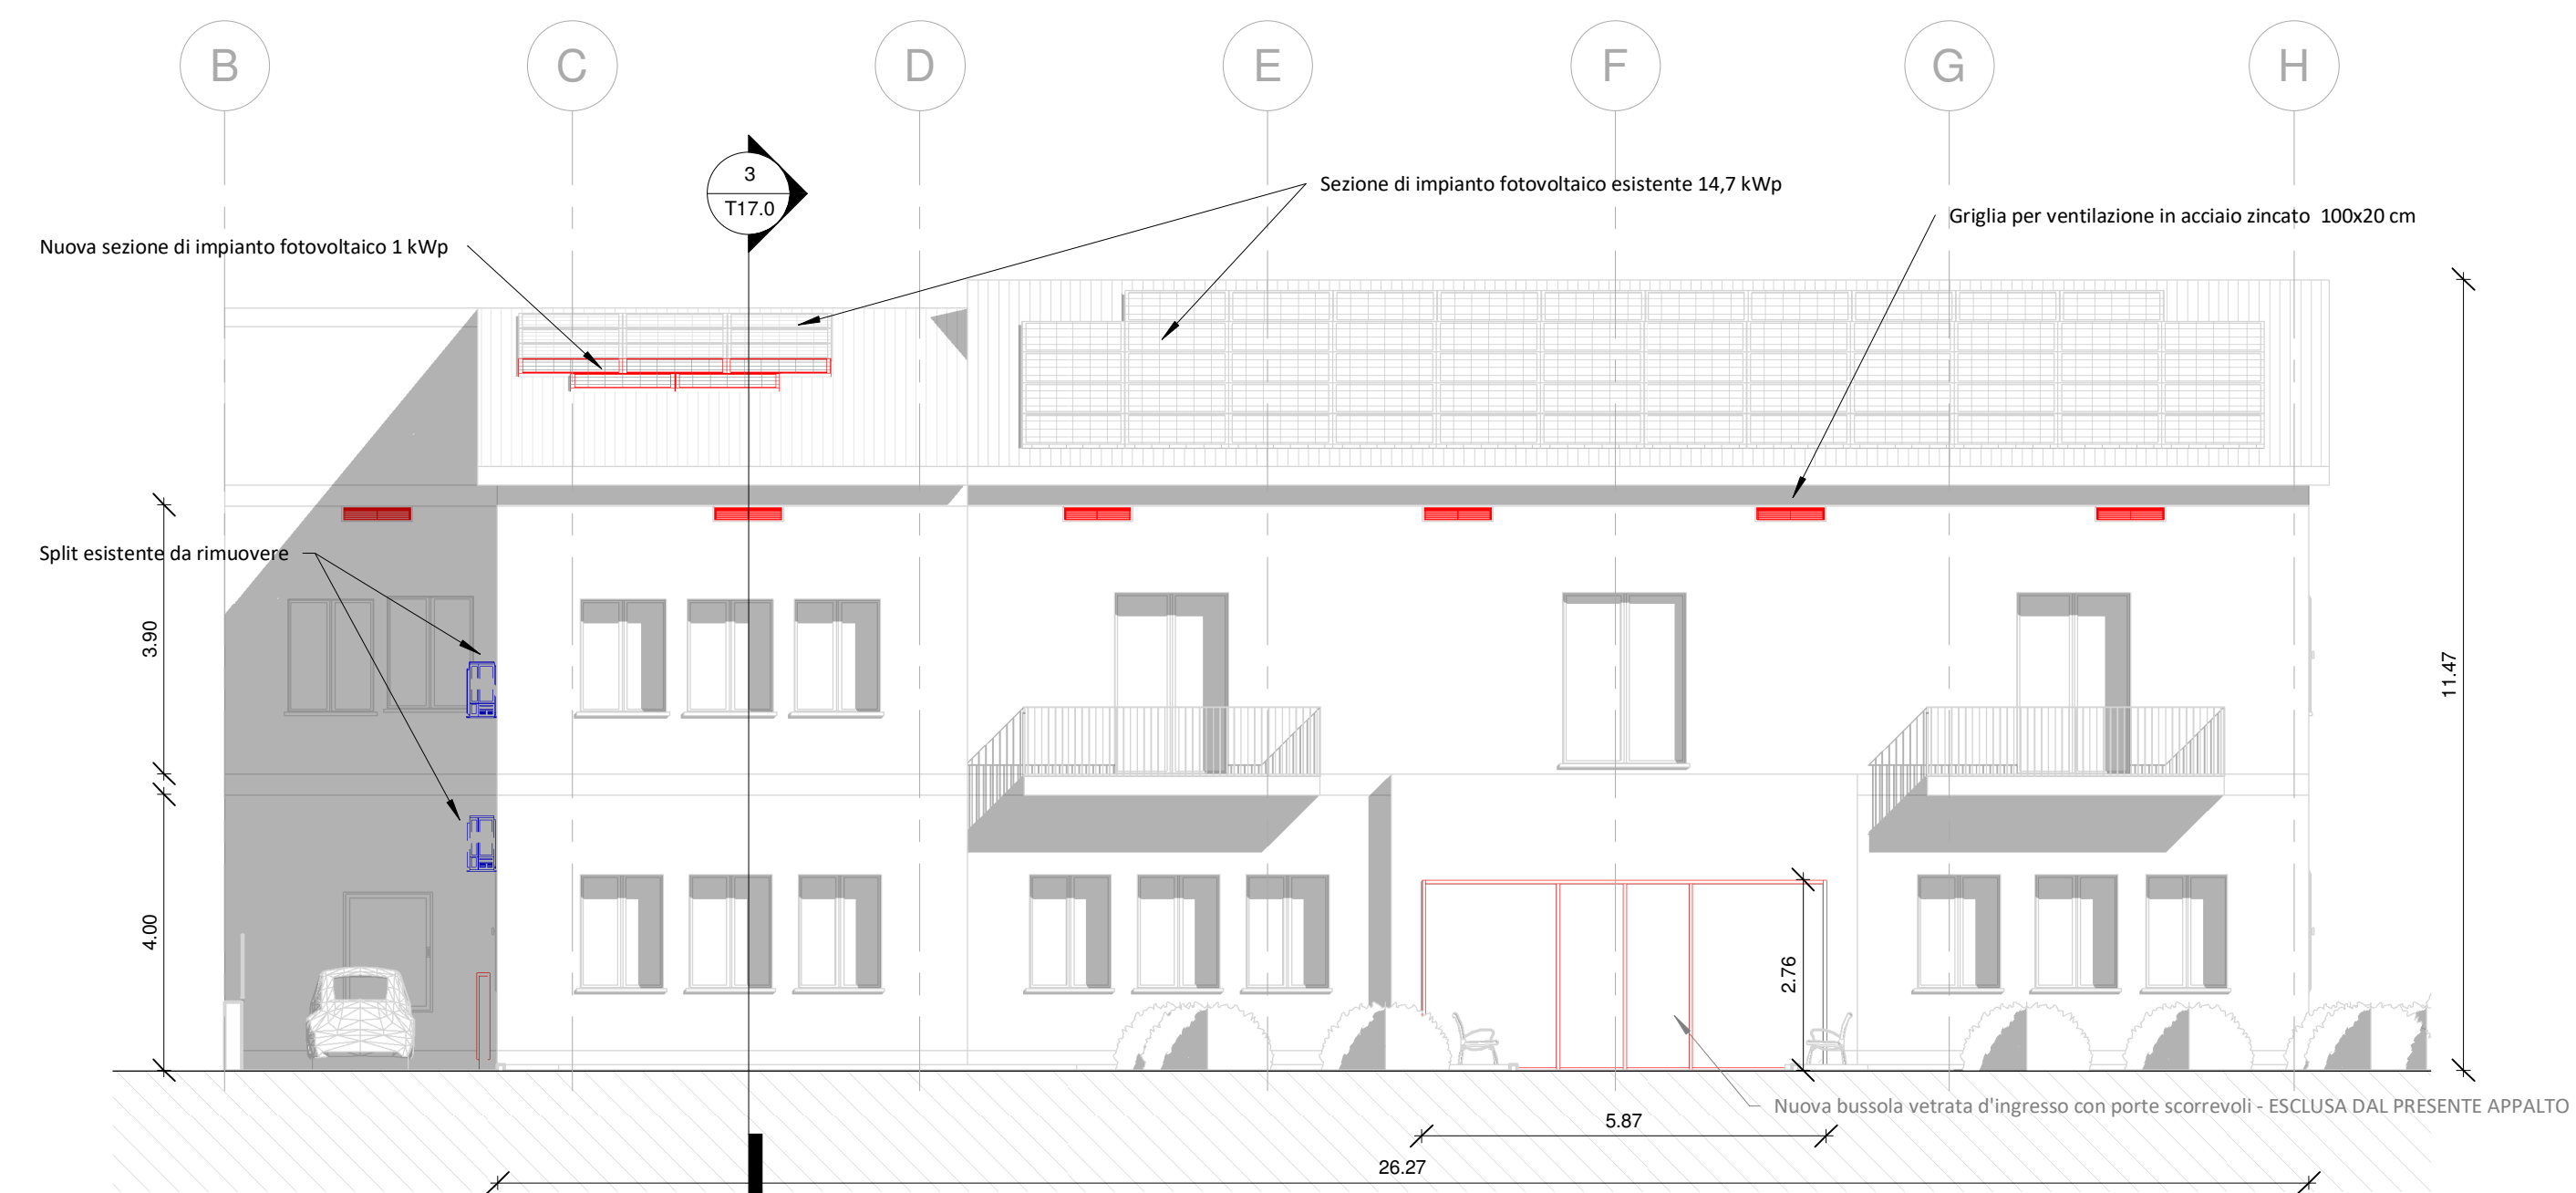 B
C
D
E
F
G
H
3
T17.0
Sezione di impianto fotovoltaico esistente 14,7 kWp
Griglia per ventilazione in acciaio zincato 100x20 cm
Nuova sezione di impianto fotovoltaico 1 kWp
Split esistente da rimuovere
3.90
11.47
4.00
2.76
Nuova bussola vetrata d'ingresso con porte scorrevoli - ESCLUSA DAL PRESENTE APPALTO
5.87
26.27